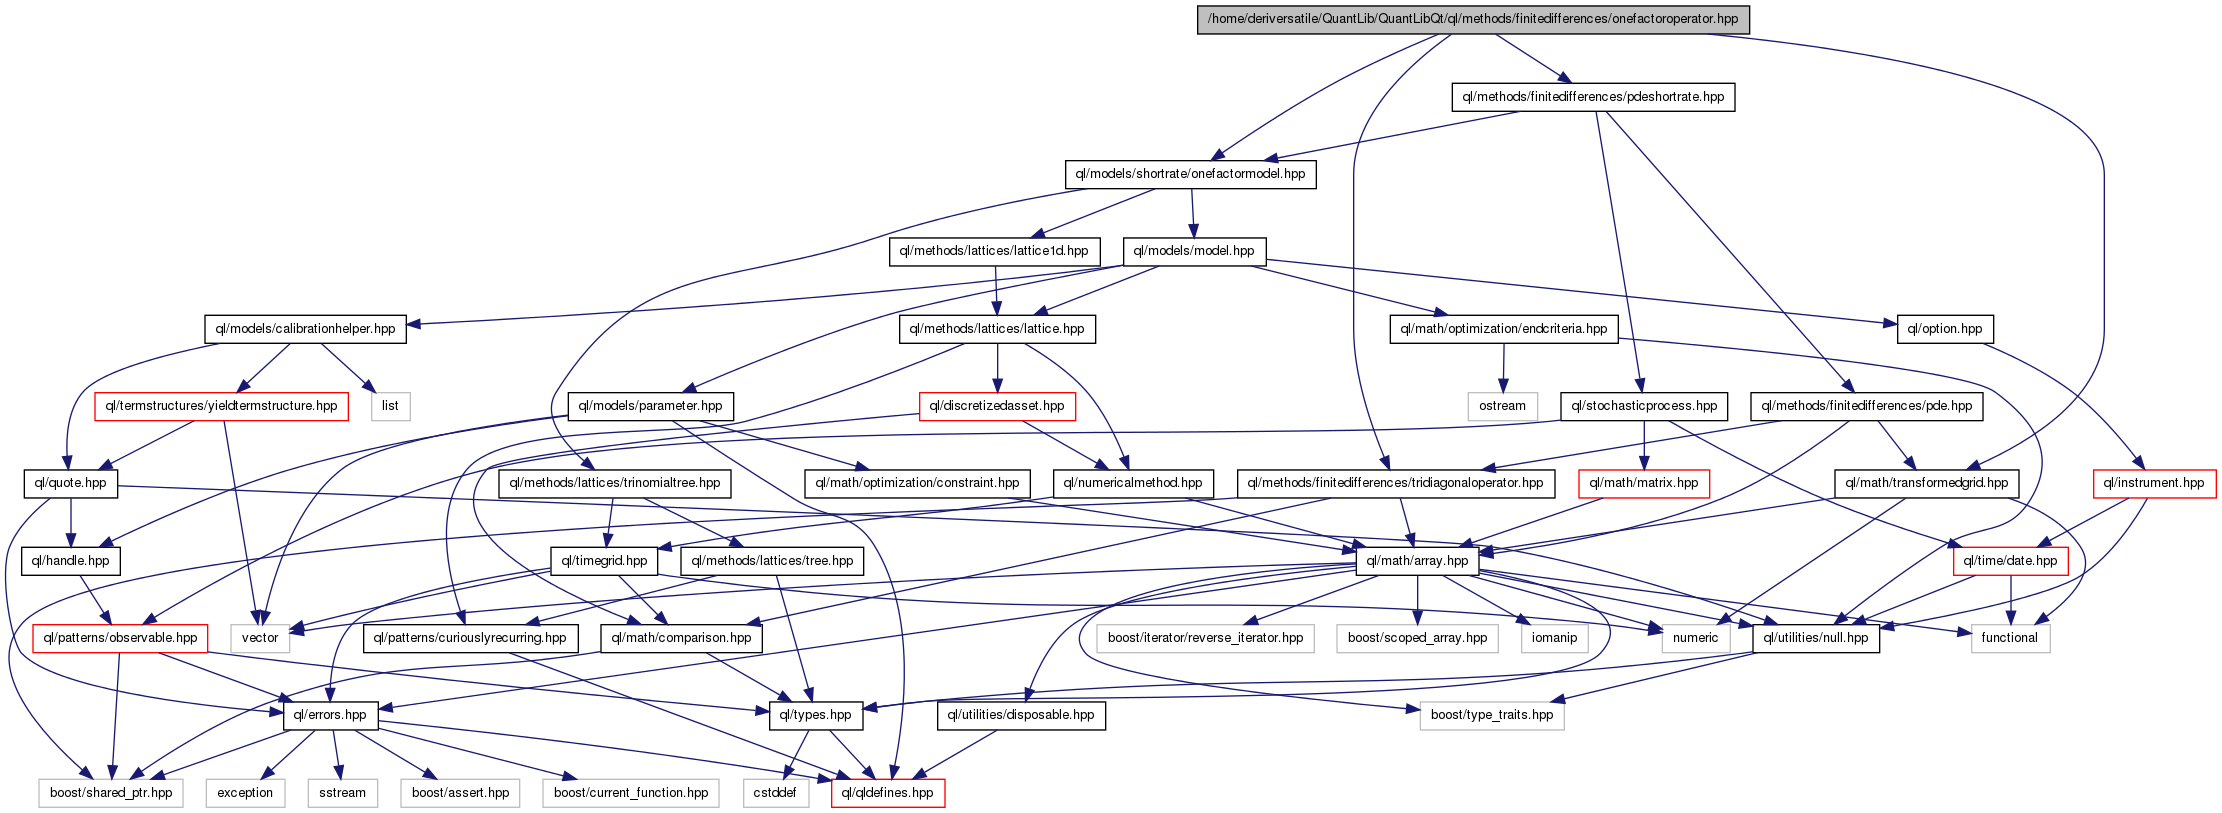 /home/deriversatile/QuantLib/QuantLibQt/ql/methods/finitedifferences/onefactoroperator.hpp
ql/methods/finitedifferences/pdeshortrate.hpp
ql/models/shortrate/onefactormodel.hpp
ql/methods/lattices/lattice1d.hpp
ql/models/model.hpp
ql/models/calibrationhelper.hpp
ql/methods/lattices/lattice.hpp
ql/math/optimization/endcriteria.hpp
ql/option.hpp
ql/termstructures/yieldtermstructure.hpp
list
ql/models/parameter.hpp
ql/discretizedasset.hpp
ostream
ql/stochasticprocess.hpp
ql/methods/finitedifferences/pde.hpp
ql/quote.hpp
ql/methods/lattices/trinomialtree.hpp
ql/math/optimization/constraint.hpp
ql/numericalmethod.hpp
ql/methods/finitedifferences/tridiagonaloperator.hpp
ql/math/matrix.hpp
ql/math/transformedgrid.hpp
ql/instrument.hpp
ql/handle.hpp
ql/timegrid.hpp
ql/methods/lattices/tree.hpp
ql/math/array.hpp
ql/time/date.hpp
ql/patterns/observable.hpp
vector
ql/patterns/curiouslyrecurring.hpp
ql/math/comparison.hpp
boost/iterator/reverse_iterator.hpp
boost/scoped_array.hpp
iomanip
numeric
ql/utilities/null.hpp
functional
ql/errors.hpp
ql/types.hpp
ql/utilities/disposable.hpp
boost/type_traits.hpp
boost/shared_ptr.hpp
exception
sstream
boost/assert.hpp
boost/current_function.hpp
cstddef
ql/qldefines.hpp